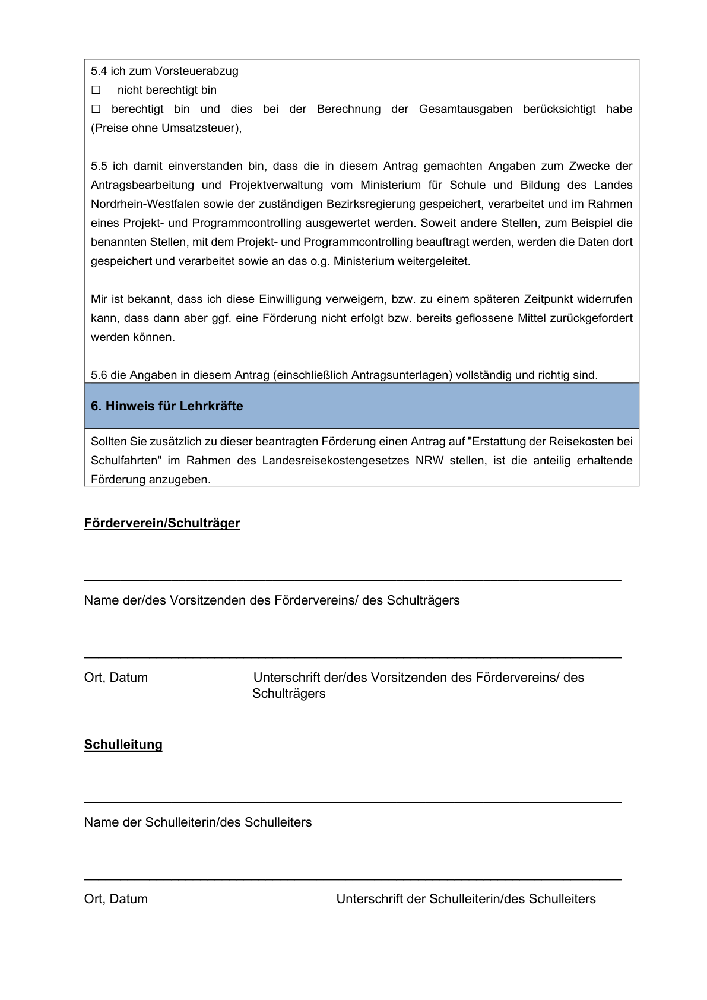 5.4 ich zum Vorsteuerabzug
☐ nicht berechtigt bin
☐ berechtigt bin und dies bei der Berechnung der Gesamtausgaben berücksichtigt habe
(Preise ohne Umsatzsteuer),
5.5 ich damit einverstanden bin, dass die in diesem Antrag gemachten Angaben zum Zwecke der
Antragsbearbeitung und Projektverwaltung vom Ministerium für Schule und Bildung des Landes
Nordrhein-Westfalen sowie der zuständigen Bezirksregierung gespeichert, verarbeitet und im Rahmen
eines Projekt- und Programmcontrolling ausgewertet werden. Soweit andere Stellen, zum Beispiel die
benannten Stellen, mit dem Projekt- und Programmcontrolling beauftragt werden, werden die Daten dort
gespeichert und verarbeitet sowie an das o.g. Ministerium weitergeleitet.
Mir ist bekannt, dass ich diese Einwilligung verweigern, bzw. zu einem späteren Zeitpunkt widerrufen
kann, dass dann aber ggf. eine Förderung nicht erfolgt bzw. bereits geflossene Mittel zurückgefordert
werden können.
5.6 die Angaben in diesem Antrag (einschließlich Antragsunterlagen) vollständig und richtig sind.
6. Hinweis für Lehrkräfte
Sollten Sie zusätzlich zu dieser beantragten Förderung einen Antrag auf "Erstattung der Reisekosten bei
Schulfahrten" im Rahmen des Landesreisekostengesetzes NRW stellen, ist die anteilig erhaltende
Förderung anzugeben.
Förderverein/Schulträger
Name der/des Vorsitzenden des Fördervereins/ des Schulträgers
Ort, Datum Unterschrift der/des Vorsitzenden des Fördervereins/ des
Schulträgers
Schulleitung
Name der Schulleiterin/des Schulleiters
Ort, Datum Unterschrift der Schulleiterin/des Schulleiters